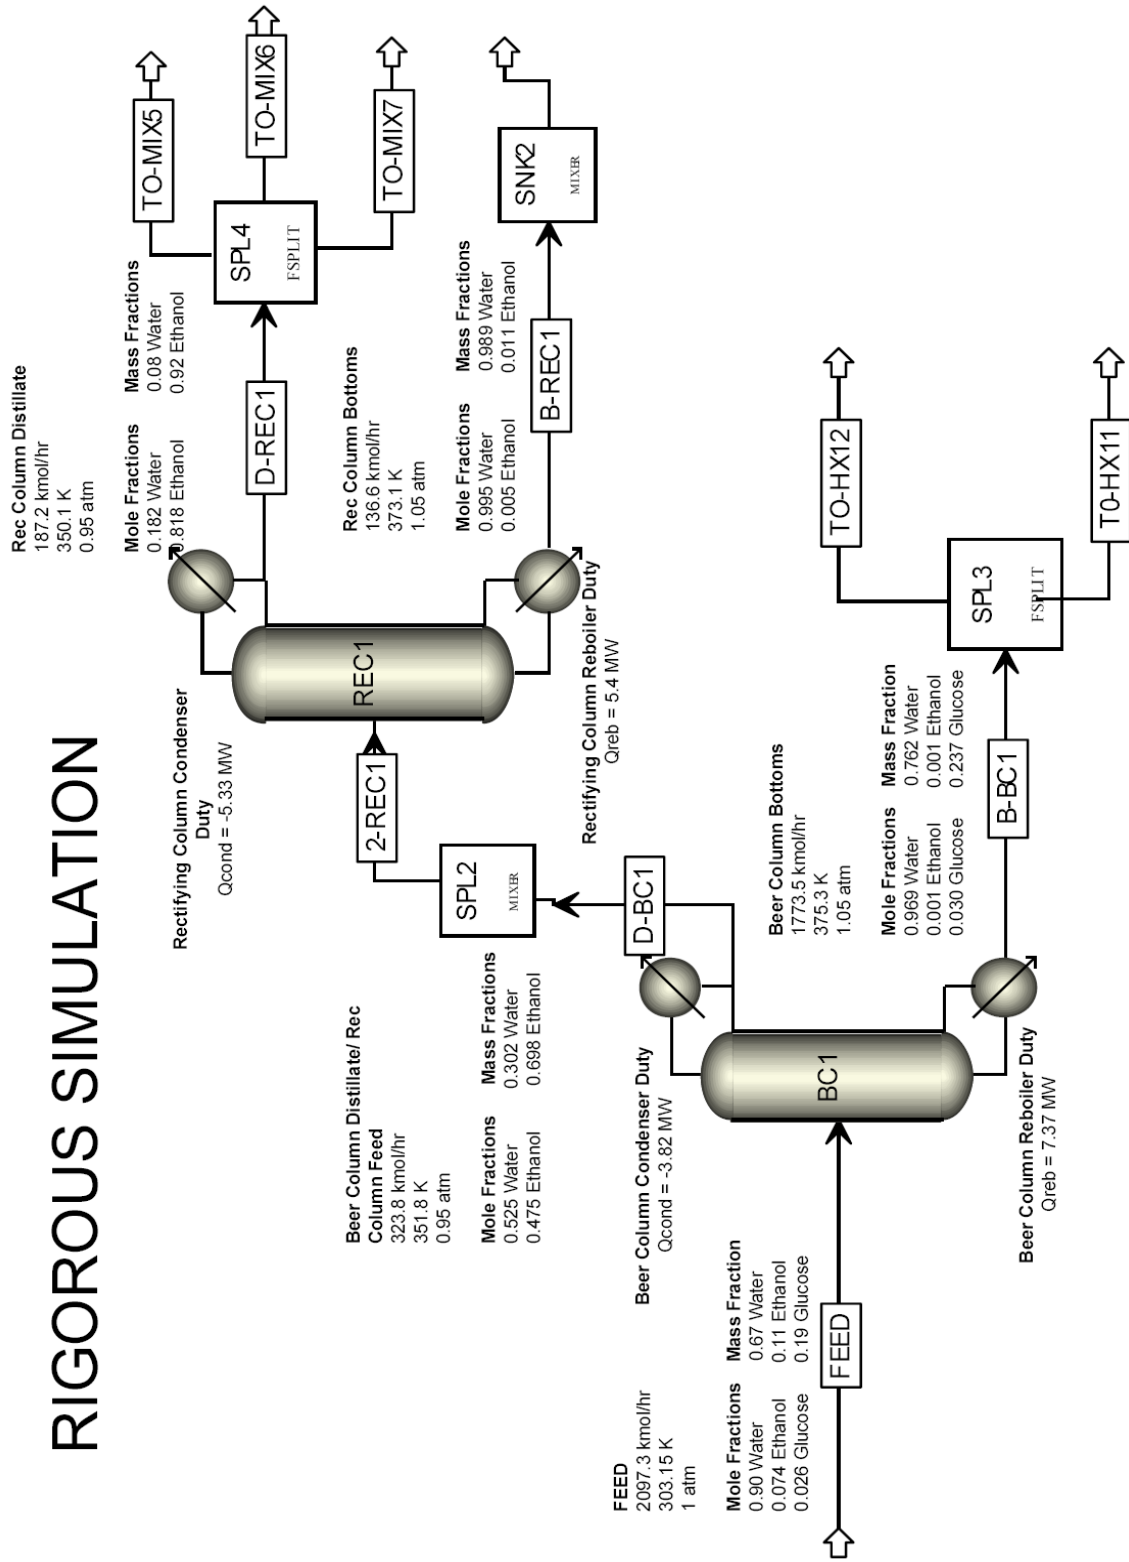 RIGOROUS SIMULATION
FEED
2097.3 kmol/hr
303.15 K
1 atm
Mole Fractions
0.90 Water
0.074 Ethanol
0.026 Glucose
Mass Fraction
0.67 Water
0.11 Ethanol
0.19 Glucose
FEED
BC1
Beer Column Condenser Duty
Qcond = -3.82 MW
Beer Column Reboiler Duty
Qreb = 7.37 MW
Beer Column Distillate/ Rec
Column Feed
323.8 kmol/hr
351.8 K
0.95 atm
Mole Fractions
0.525 Water
0.475 Ethanol
Mass Fractions
0.302 Water
0.698 Ethanol
D-BC1
SPL2
MIXER
2-REC1
Beer Column Bottoms
1773.5 kmol/hr
375.3 K
1.05 atm
Mole Fractions
0.969 Water
0.001 Ethanol
0.030 Glucose
Mass Fraction
0.762 Water
0.001 Ethanol
0.237 Glucose
B-BC1
SPL3
FSPLIT
TO-HX12
T0-HX11
Rectifying Column Condenser
Duty
Qcond = -5.33 MW
REC1
Rectifying Column Reboiler Duty
Qreb = 5.4 MW
Rec Column Distillate
187.2 kmol/hr
350.1 K
0.95 atm
Mole Fractions
0.182 Water
0.818 Ethanol
Mass Fractions
0.08 Water
0.92 Ethanol
D-REC1
SPL4
FSPLIT
TO-MIX5
TO-MIX6
TO-MIX7
Rec Column Bottoms
136.6 kmol/hr
373.1 K
1.05 atm
Mole Fractions
0.995 Water
0.005 Ethanol
Mass Fractions
0.989 Water
0.011 Ethanol
B-REC1
SNK2
MIXER